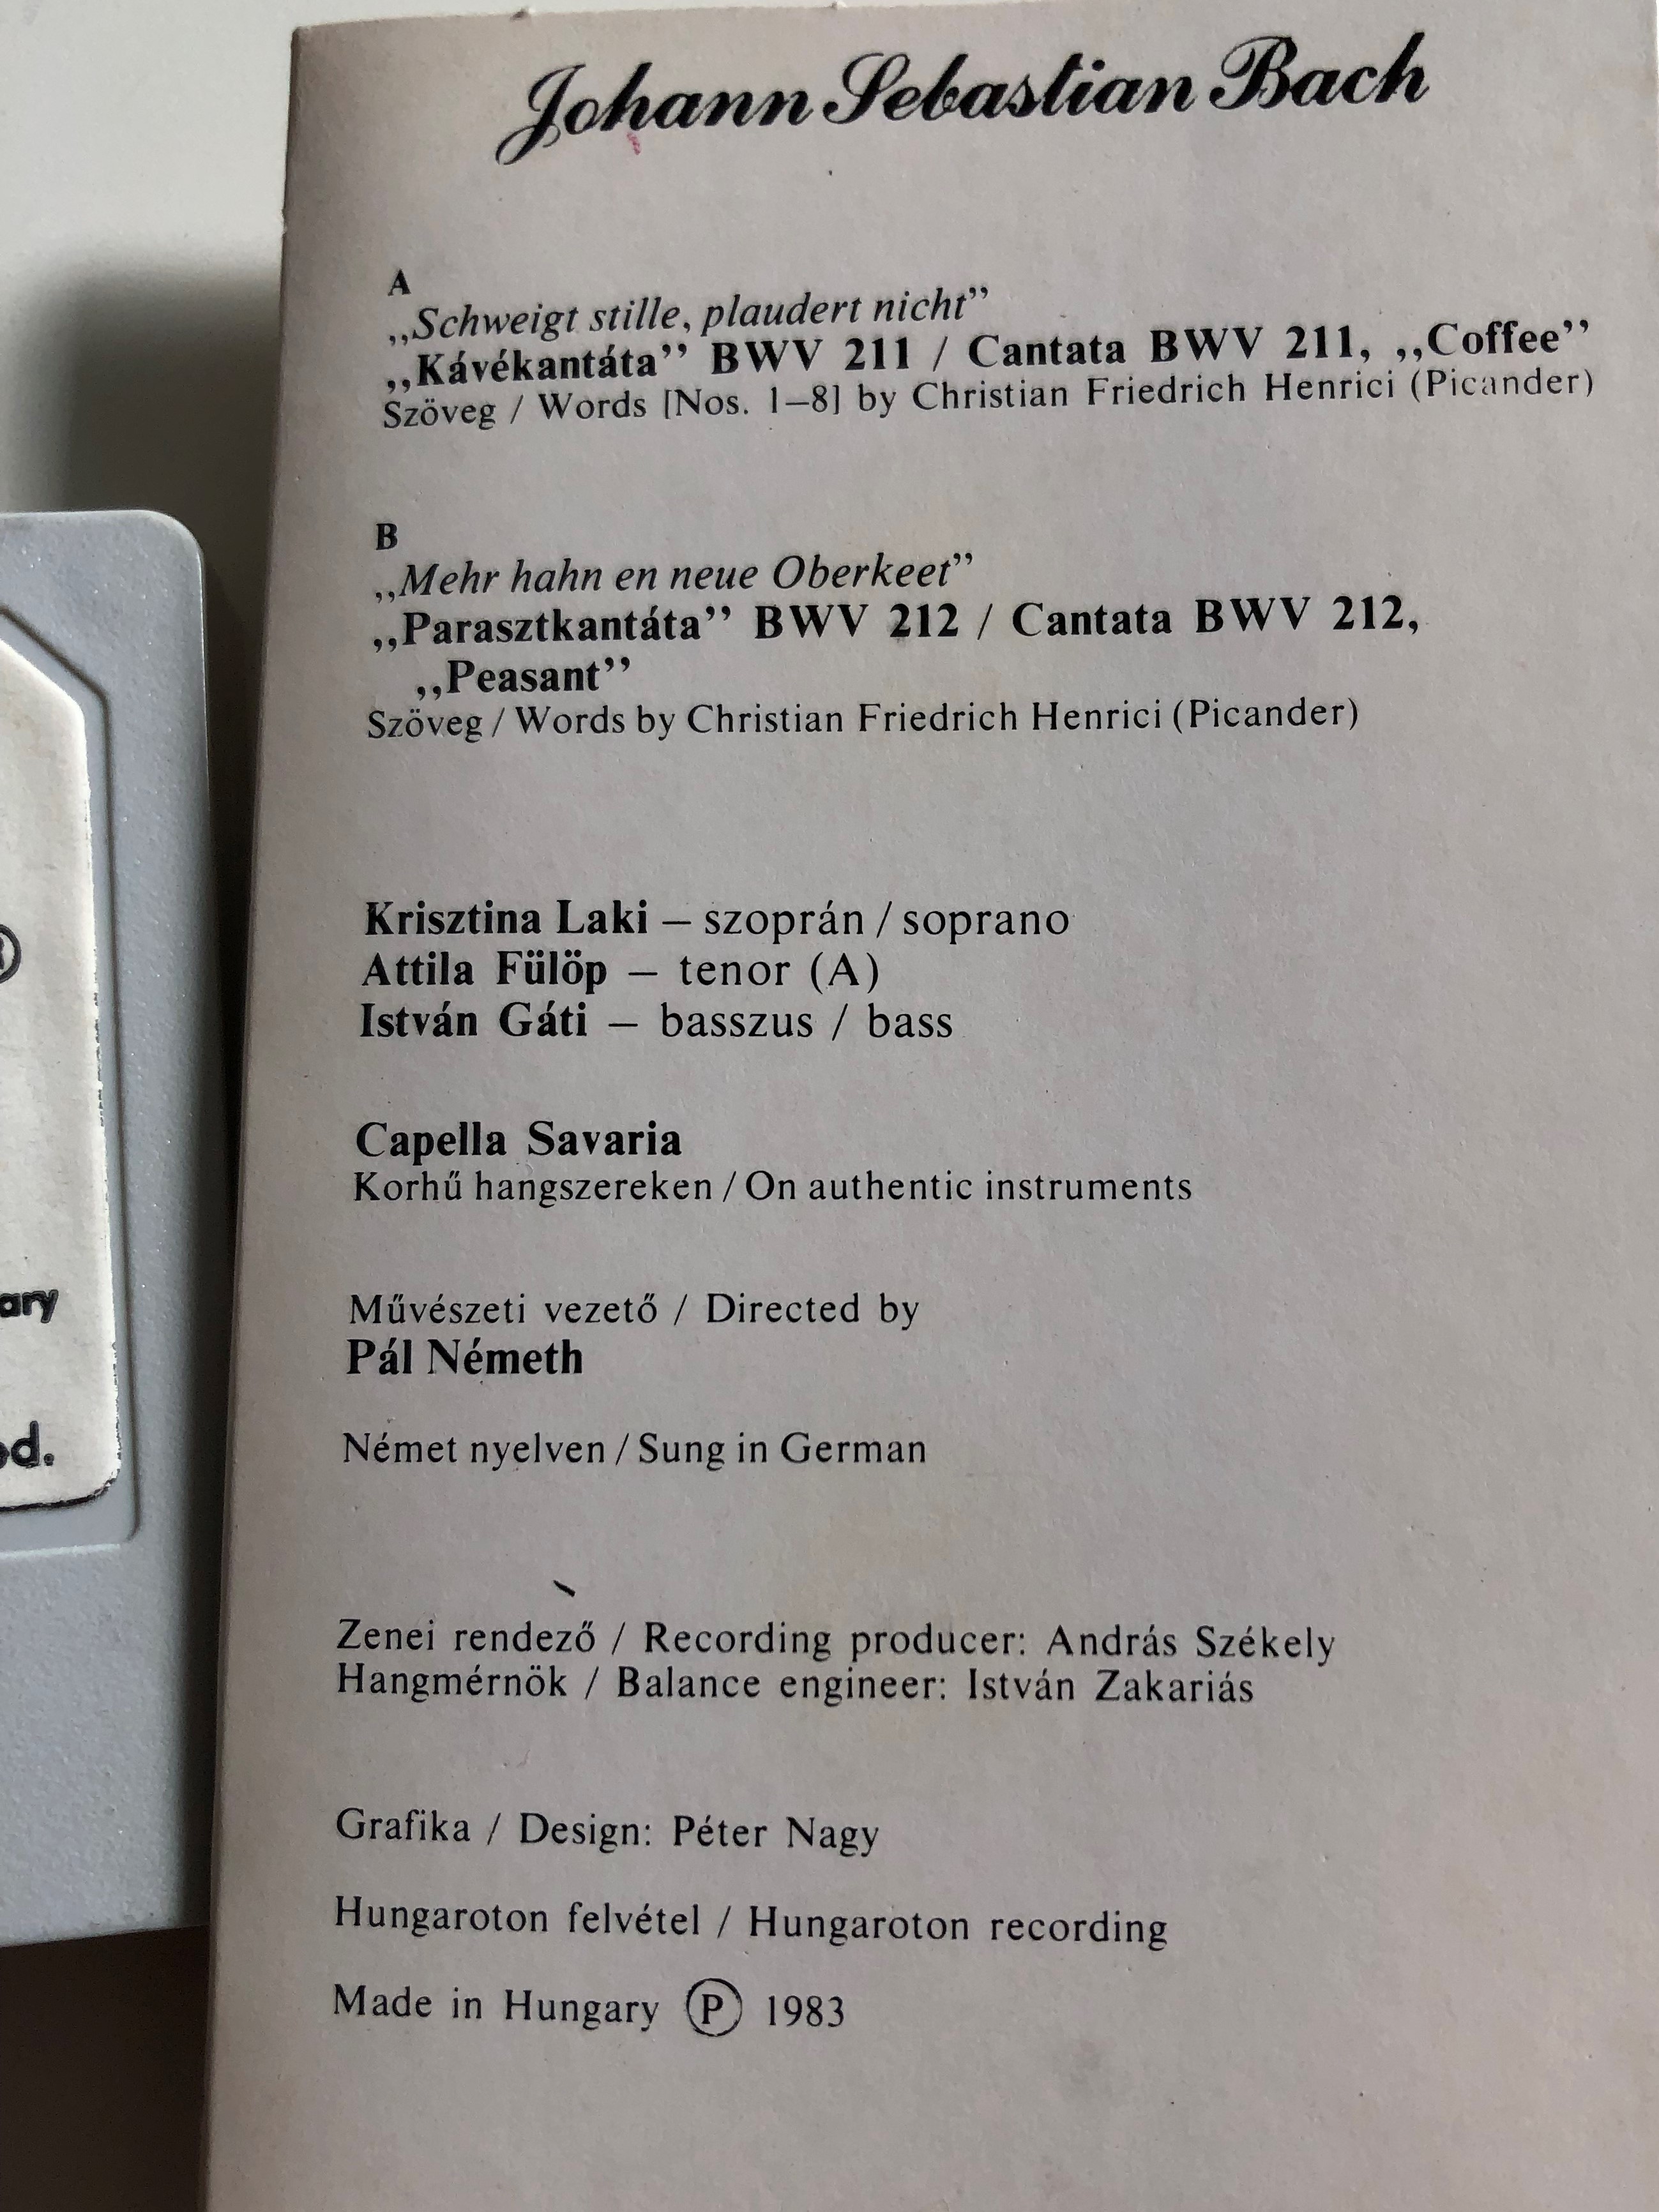 Johann Sebastian Bach
A
„Schweigt stille, plaudert nicht”
„Kávékantáta” BWV 211 / Cantata BWV 211, „Coffee”
Szöveg / Words [Nos. 1–8] by Christian Friedrich Henrici (Picander)
B
„Mehr hahn en neue Oberkeet”
„Parasztkantáta” BWV 212 / Cantata BWV 212,
„Peasant”
Szöveg / Words by Christian Friedrich Henrici (Picander)
Krisztina Laki – szoprán / soprano
Attila Fülöp – tenor (A)
István Gáti – basszus / bass
Capella Savaria
Korhű hangszereken / On authentic instruments
Művészeti vezető / Directed by
Pál Németh
Német nyelven / Sung in German
Zenei rendező / Recording producer: András Székely
Hangmérnök / Balance engineer: István Zakariás
Grafika / Design: Péter Nagy
Hungaroton felvétel / Hungaroton recording
Made in Hungary Ⓟ 1983
ary
d.